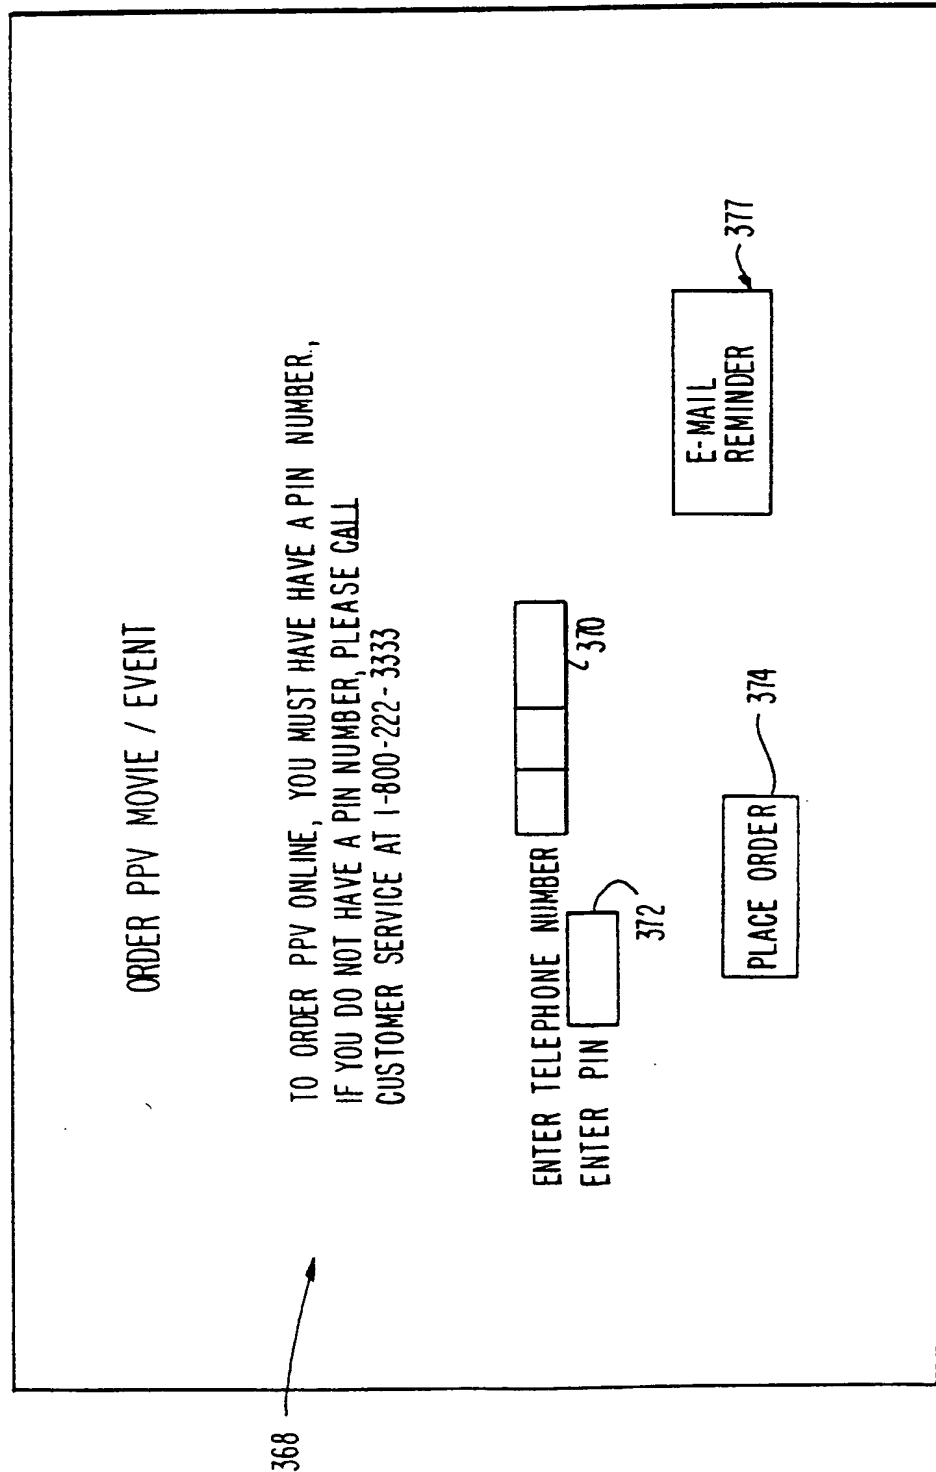 ORDER PPV MOVIE / EVENT
TO ORDER PPV ONLINE, YOU MUST HAVE HAVE A PIN NUMBER.,
IF YOU DO NOT HAVE A PIN NUMBER, PLEASE CALL
CUSTOMER SERVICE AT 1-800-222-3333
ENTER TELEPHONE NUMBER
370
ENTER PIN
372
PLACE ORDER
374
E-MAIL
REMINDER
377
368